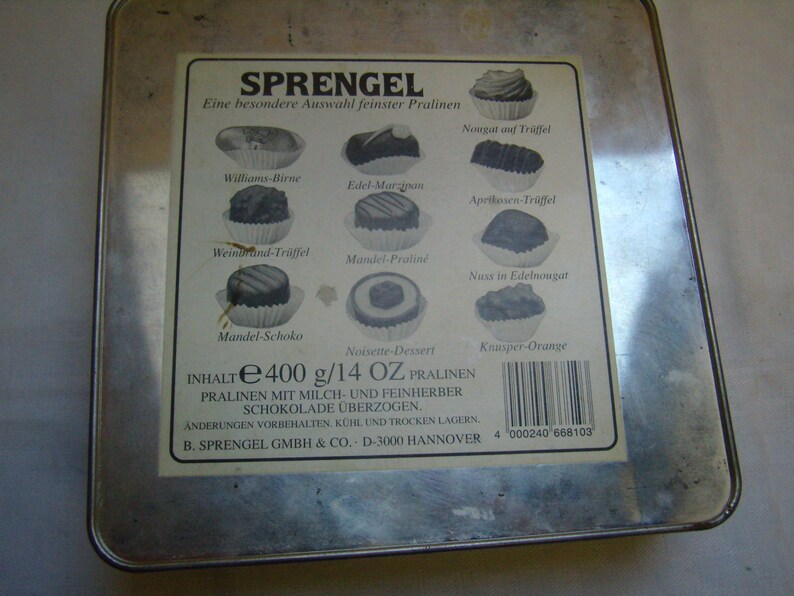 SPRENGEL
Eine besondere Auswahl feinster Pralinen
Nougat auf Trüffel
Williams-Birne
Edel-Marzipan
Aprikosen-Trüffel
Weinbrand-Trüffel
Mandel-Praliné
Nuss in Edelnougat
Mandel-Schoko
Noisette-Dessert
Knusper-Orange
INHALT ℮ 400 g/14 OZ PRALINEN
PRALINEN MIT MILCH- UND FEINHERBER
SCHOKOLADE ÜBERZOGEN.
ÄNDERUNGEN VORBEHALTEN. KÜHL UND TROCKEN LAGERN.
B. SPRENGEL GMBH & CO. · D-3000 HANNOVER
4 000240 668103